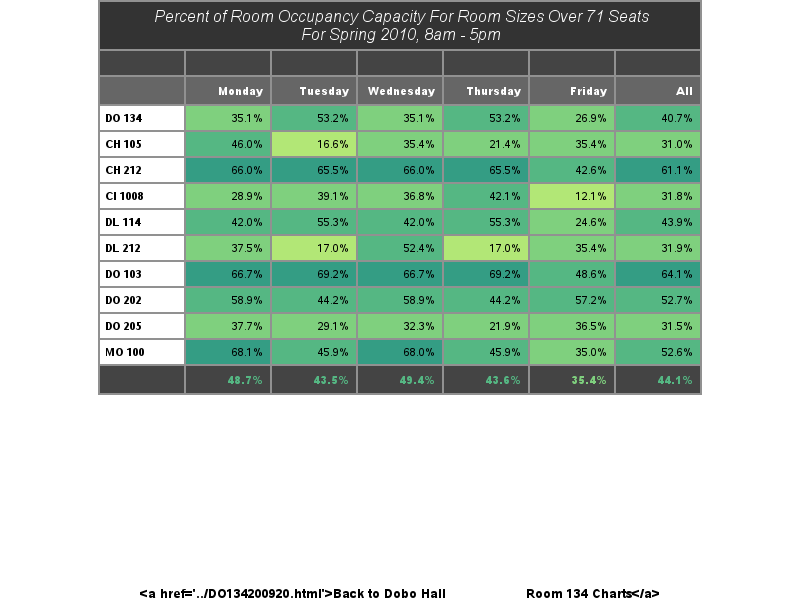 Percent of Room Occupancy Capacity For Room Sizes Over 71 Seats
For Spring 2010, 8am - 5pm
Monday Tuesday Wednesday Thursday Friday All
DO 134 35.1% 53.2% 35.1% 53.2% 26.9% 40.7%
CH 105 46.0% 16.6% 35.4% 21.4% 35.4% 31.0%
CH 212 66.0% 65.5% 66.0% 65.5% 42.6% 61.1%
CI 1008 28.9% 39.1% 36.8% 42.1% 12.1% 31.8%
DL 114 42.0% 55.3% 42.0% 55.3% 24.6% 43.9%
DL 212 37.5% 17.0% 52.4% 17.0% 35.4% 31.9%
DO 103 66.7% 69.2% 66.7% 69.2% 48.6% 64.1%
DO 202 58.9% 44.2% 58.9% 44.2% 57.2% 52.7%
DO 205 37.7% 29.1% 32.3% 21.9% 36.5% 31.5%
MO 100 68.1% 45.9% 68.0% 45.9% 35.0% 52.6%
48.7% 43.5% 49.4% 43.6% 35.4% 44.1%
<a href='../DO134200920.html'>Back to Dobo Hall Room 134 Charts</a>